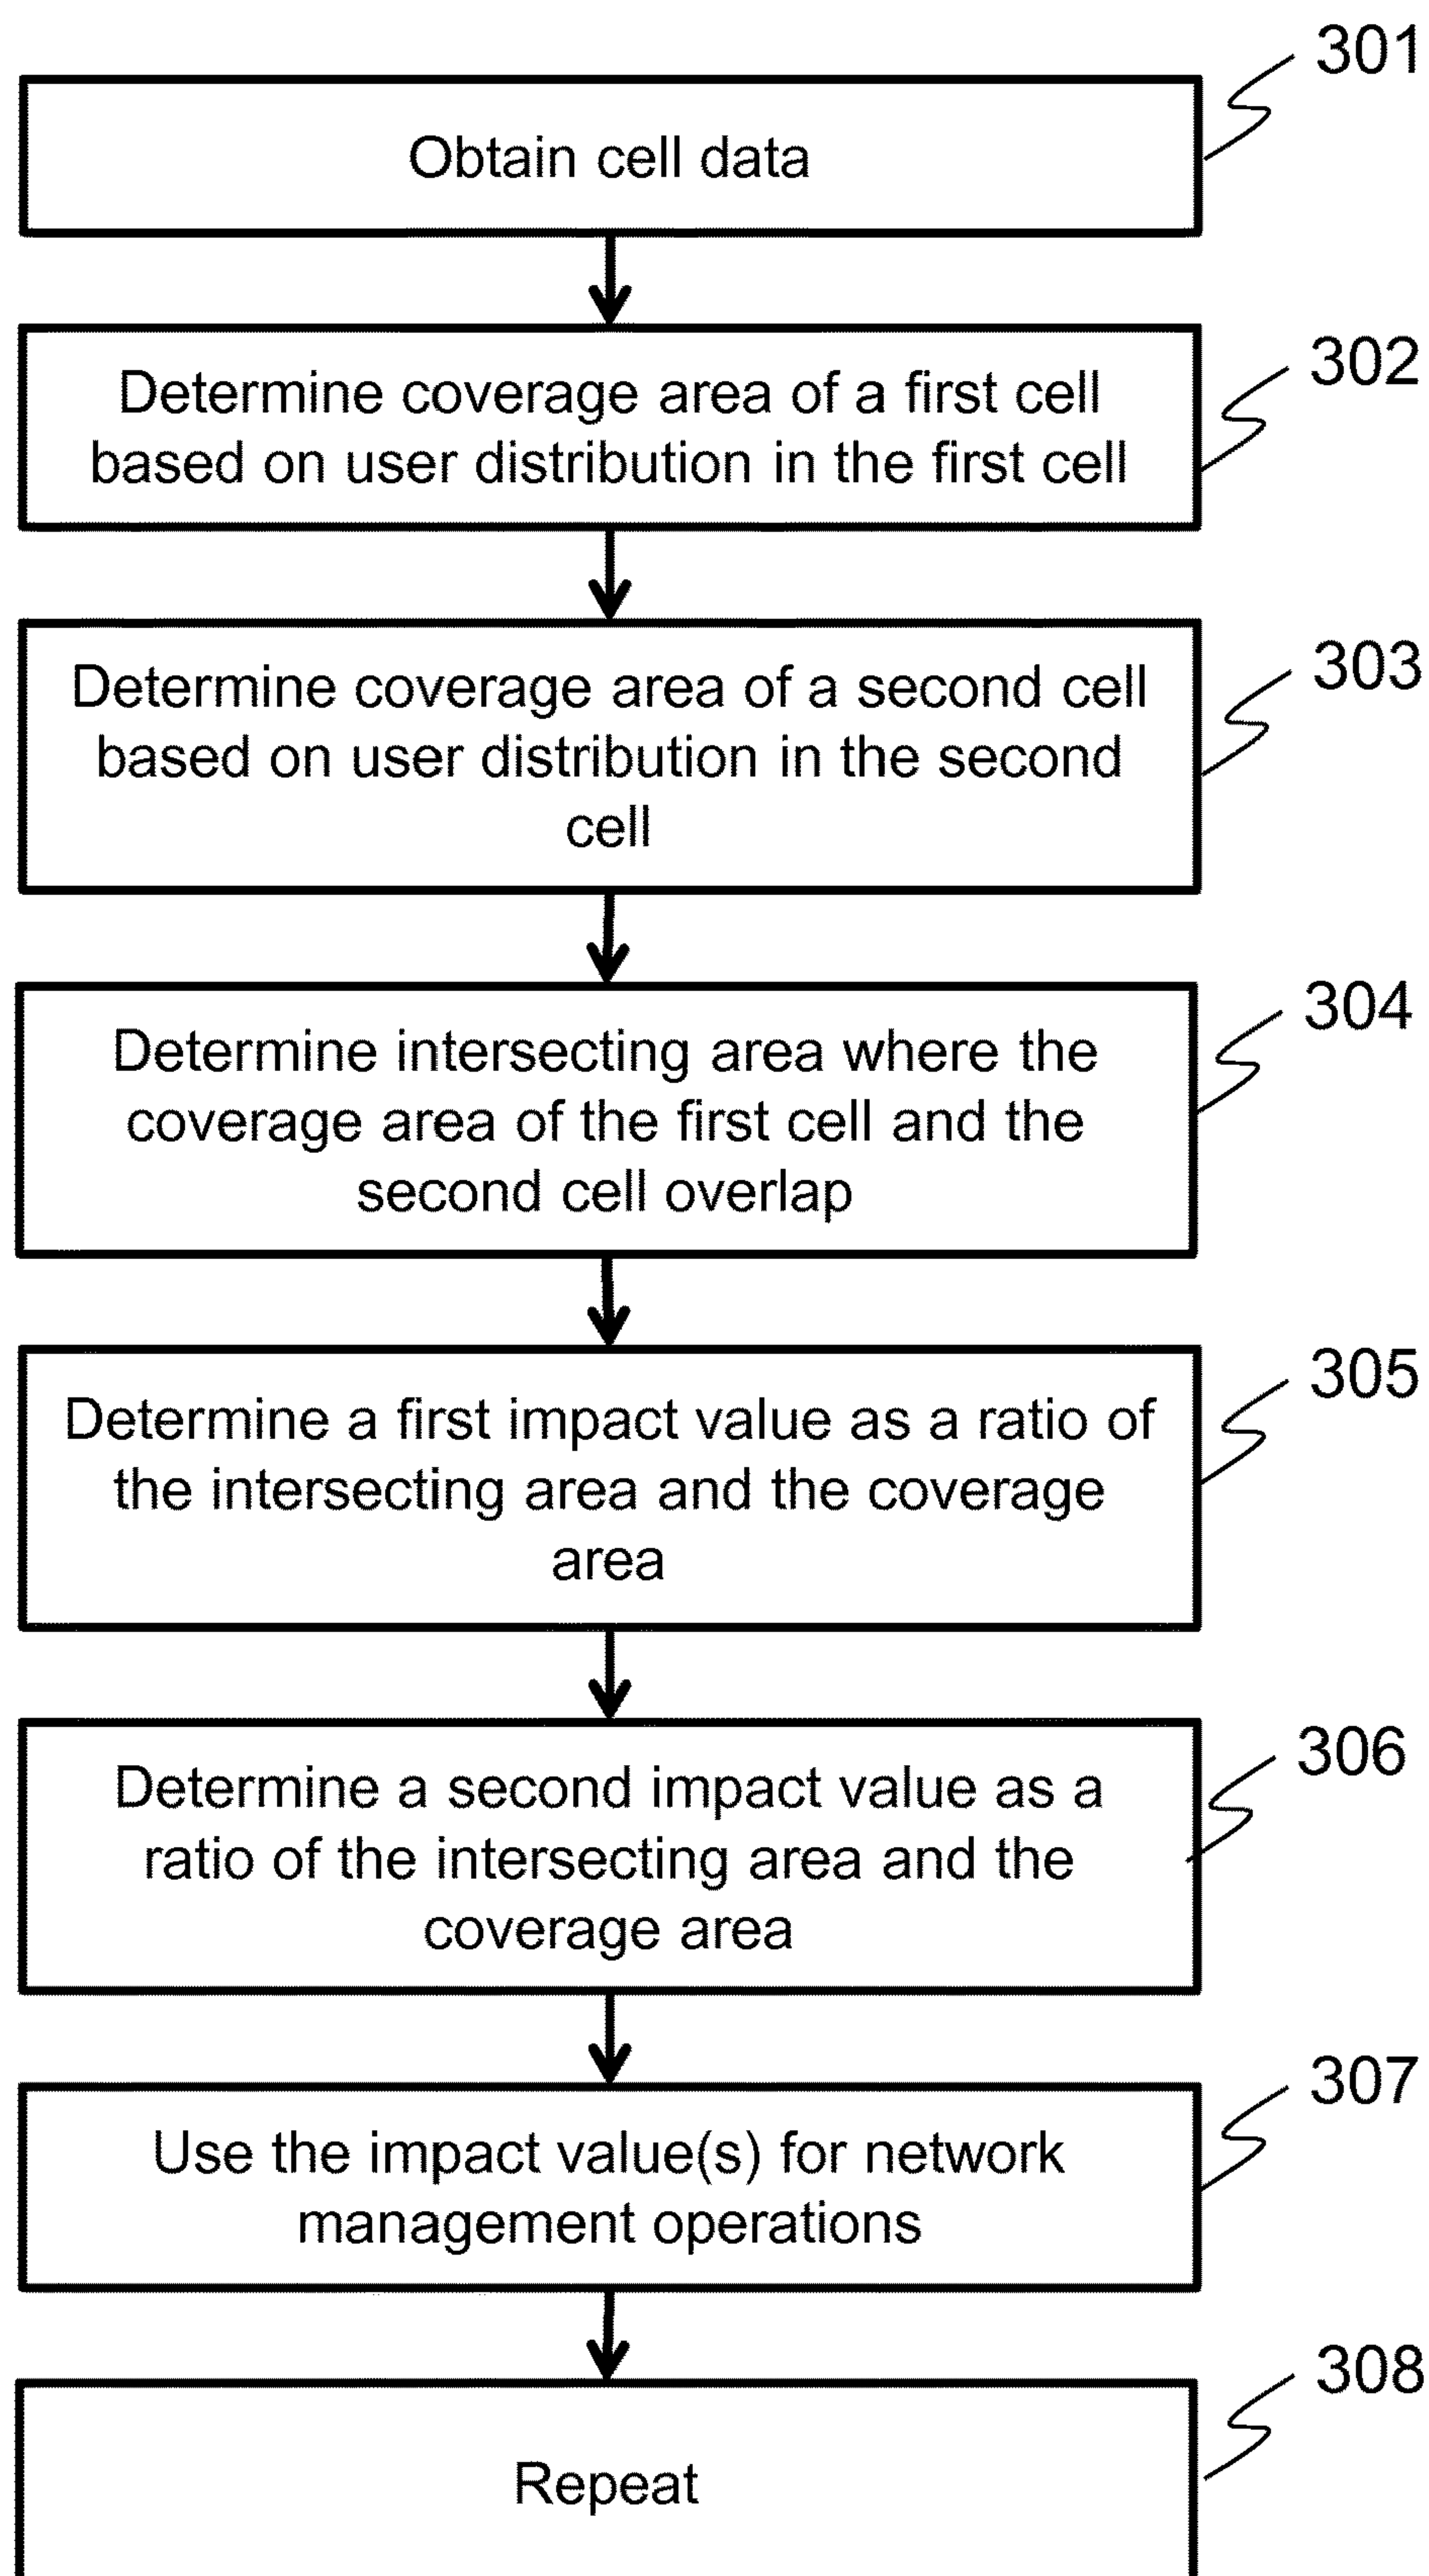 301
Obtain cell data
302
Determine coverage area of a first cell
based on user distribution in the first cell
303
Determine coverage area of a second cell
based on user distribution in the second
cell
304
Determine intersecting area where the
coverage area of the first cell and the
second cell overlap
305
Determine a first impact value as a ratio of
the intersecting area and the coverage
area
306
Determine a second impact value as a
ratio of the intersecting area and the
coverage area
307
Use the impact value(s) for network
management operations
308
Repeat